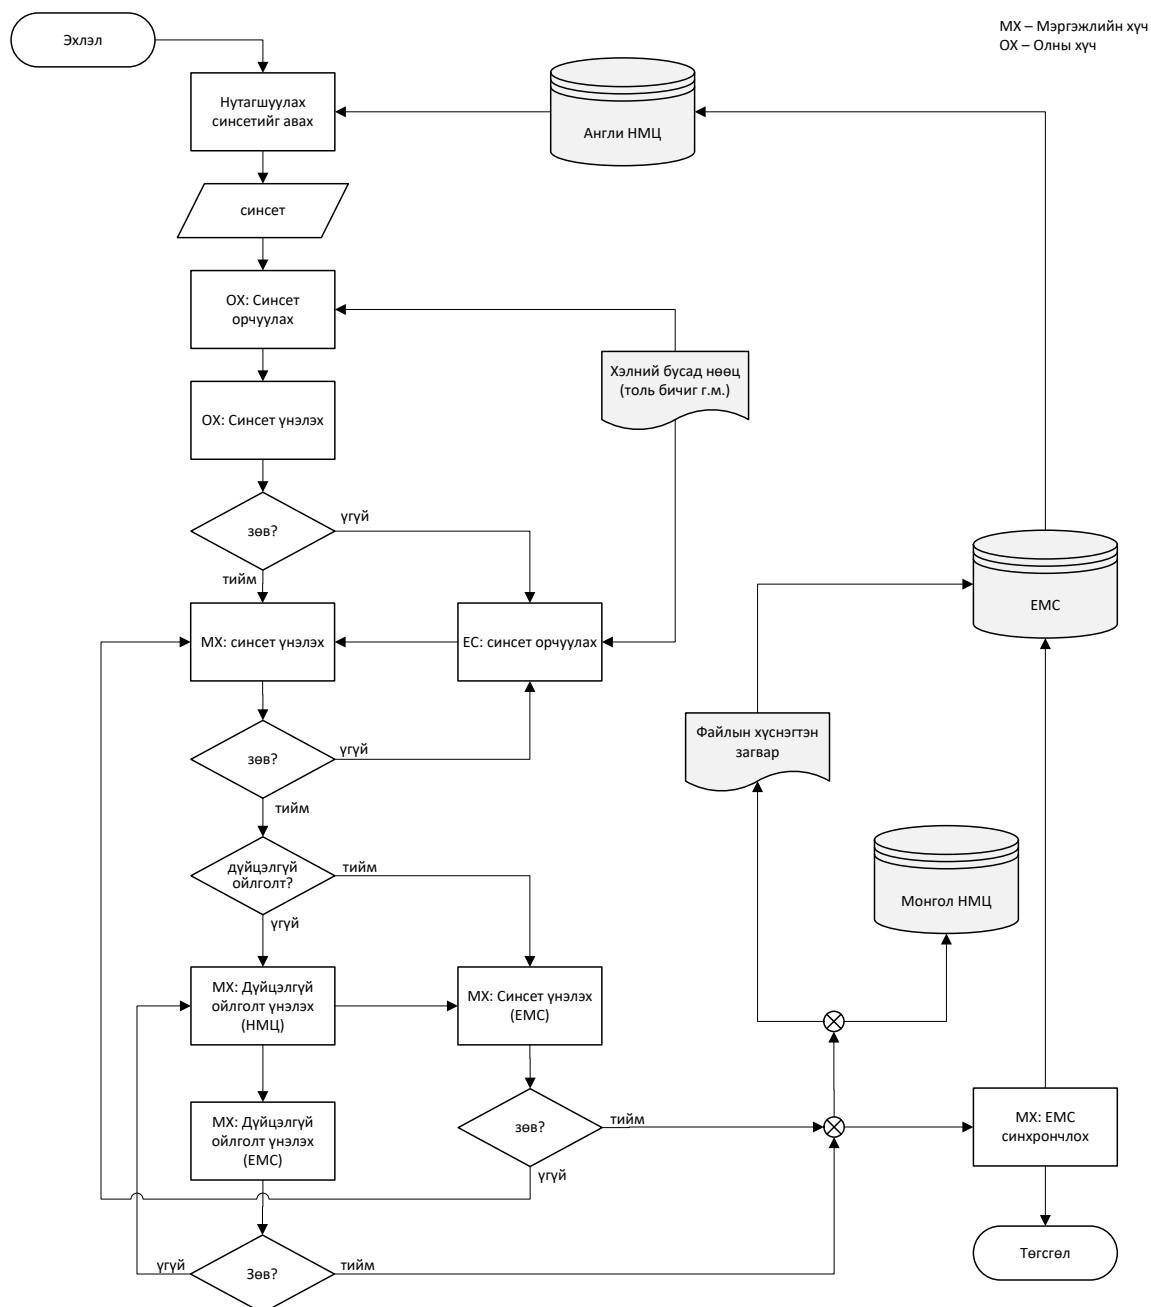 Эхлэл
МХ – Мэргэжлийн хүч
ОХ – Олны хүч
Нутагшуулах
синсетийг авах
Англи НМЦ
синсет
ОХ: Синсет
орчуулах
Хэлний бусад нөөц
(толь бичиг г.м.)
ОХ: Синсет үнэлэх
зөв?
үгүй
тийм
ЕМС
МХ: синсет үнэлэх
ЕС: синсет орчуулах
Файлын хүснэгтэн
загвар
зөв?
үгүй
тийм
дүйцэлгүй
ойлголт?
тийм
үгүй
Монгол НМЦ
МХ: Дүйцэлгүй
ойлголт үнэлэх
(НМЦ)
МХ: Синсет үнэлэх
(ЕМС)
МХ: Дүйцэлгүй
ойлголт үнэлэх
(ЕМС)
зөв?
тийм
үгүй
МХ: ЕМС
синхрончлох
үгүй
Зөв?
тийм
Төгсгөл